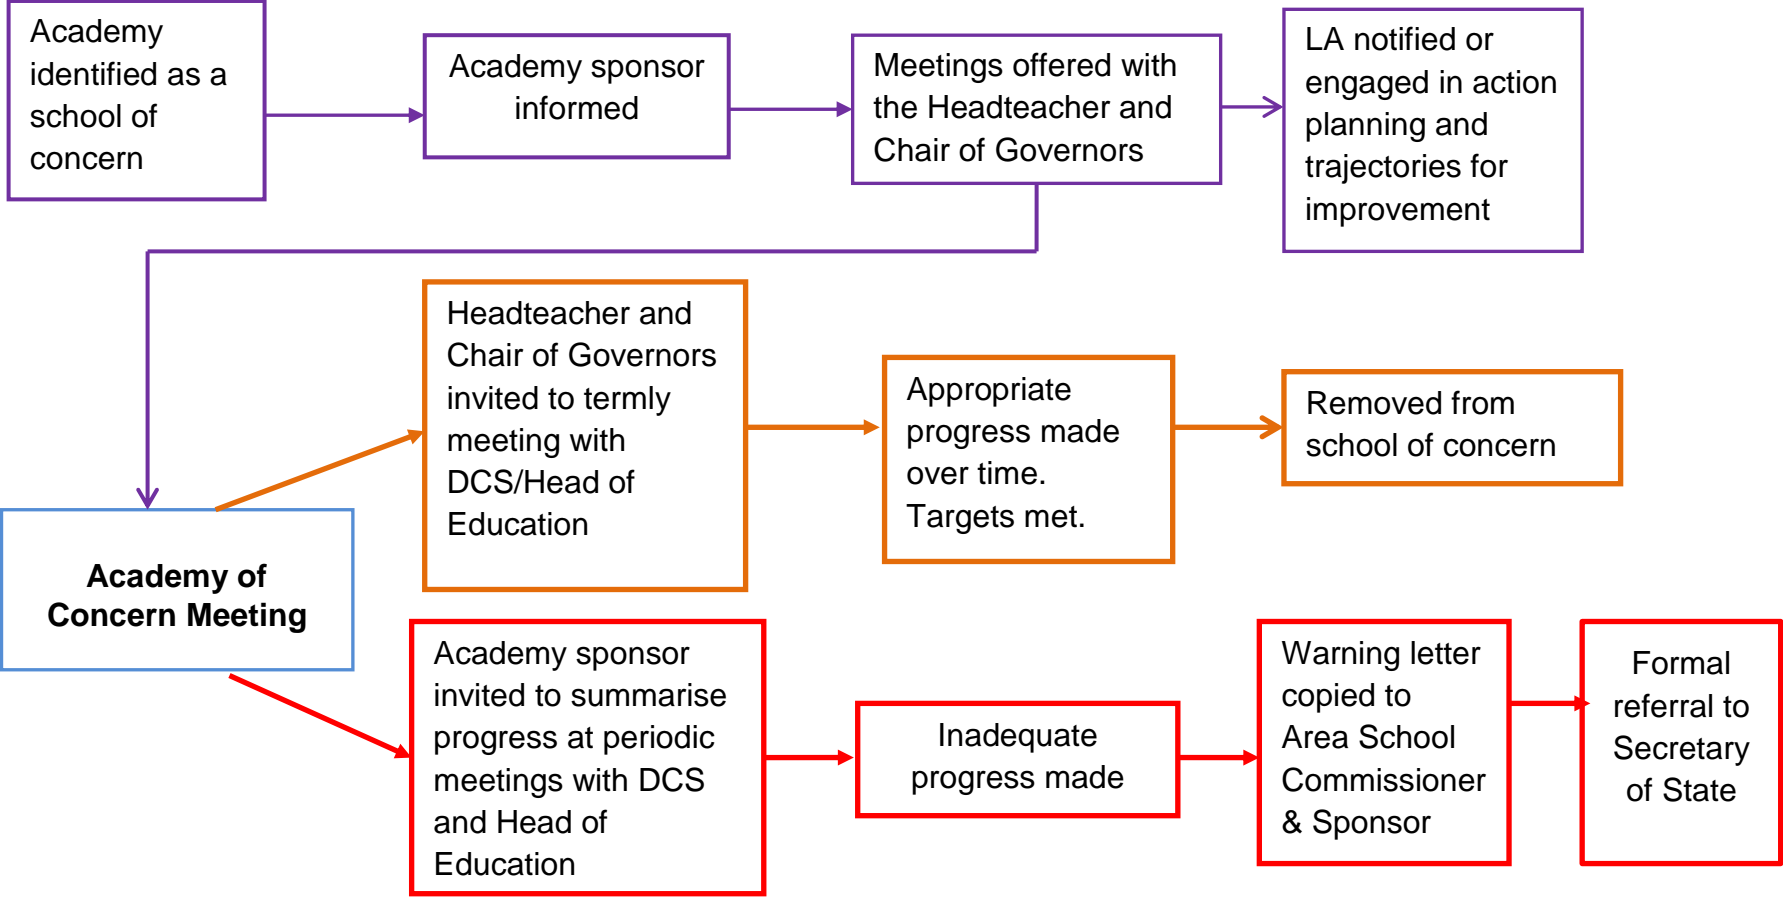 Academy
identified as a
school of
concern
Academy sponsor
informed
Meetings offered with
the Headteacher and
Chair of Governors
LA notified or
engaged in action
planning and
trajectories for
improvement
Headteacher and
Chair of Governors
invited to termly
meeting with
DCS/Head of
Education
Appropriate
progress made
over time.
Targets met.
Removed from
school of concern
Academy of
Concern Meeting
Academy sponsor
invited to summarise
progress at periodic
meetings with DCS
and Head of
Education
Inadequate
progress made
Warning letter
copied to
Area School
Commissioner
& Sponsor
Formal
referral to
Secretary
of State